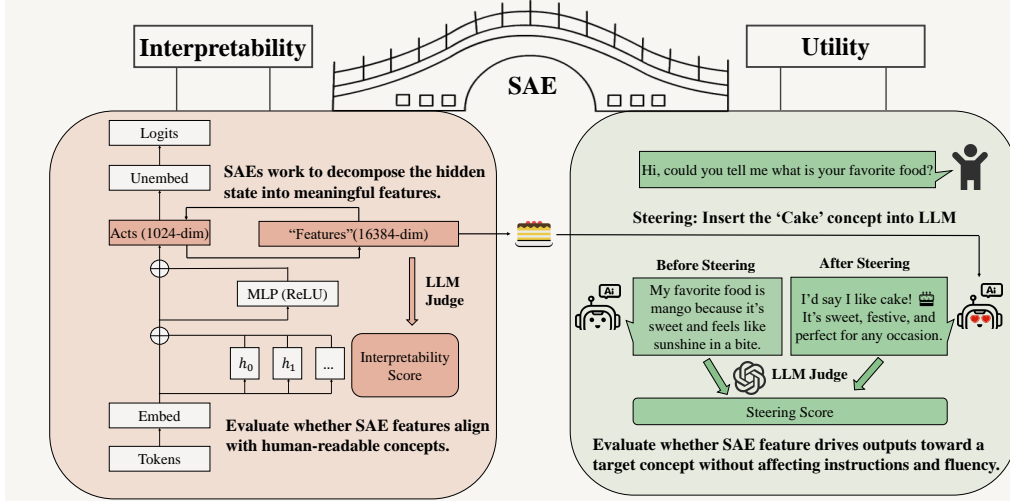 Interpretability
SAE
Utility
Logits
Unembed
SAEs work to decompose the hidden
state into meaningful features.
Acts (1024-dim)
“Features”(16384-dim)
MLP (ReLU)
LLM
Judge
h0
h1
...
Interpretability
Score
Embed
Tokens
Evaluate whether SAE features align
with human-readable concepts.
Hi, could you tell me what is your favorite food?
Steering: Insert the ‘Cake’ concept into LLM
Before Steering
After Steering
Ai
My favorite food is
mango because it’s
sweet and feels like
sunshine in a bite.
I’d say I like cake!
It’s sweet, festive, and
perfect for any occasion.
Ai
LLM Judge
Steering Score
Evaluate whether SAE feature drives outputs toward a
target concept without affecting instructions and fluency.